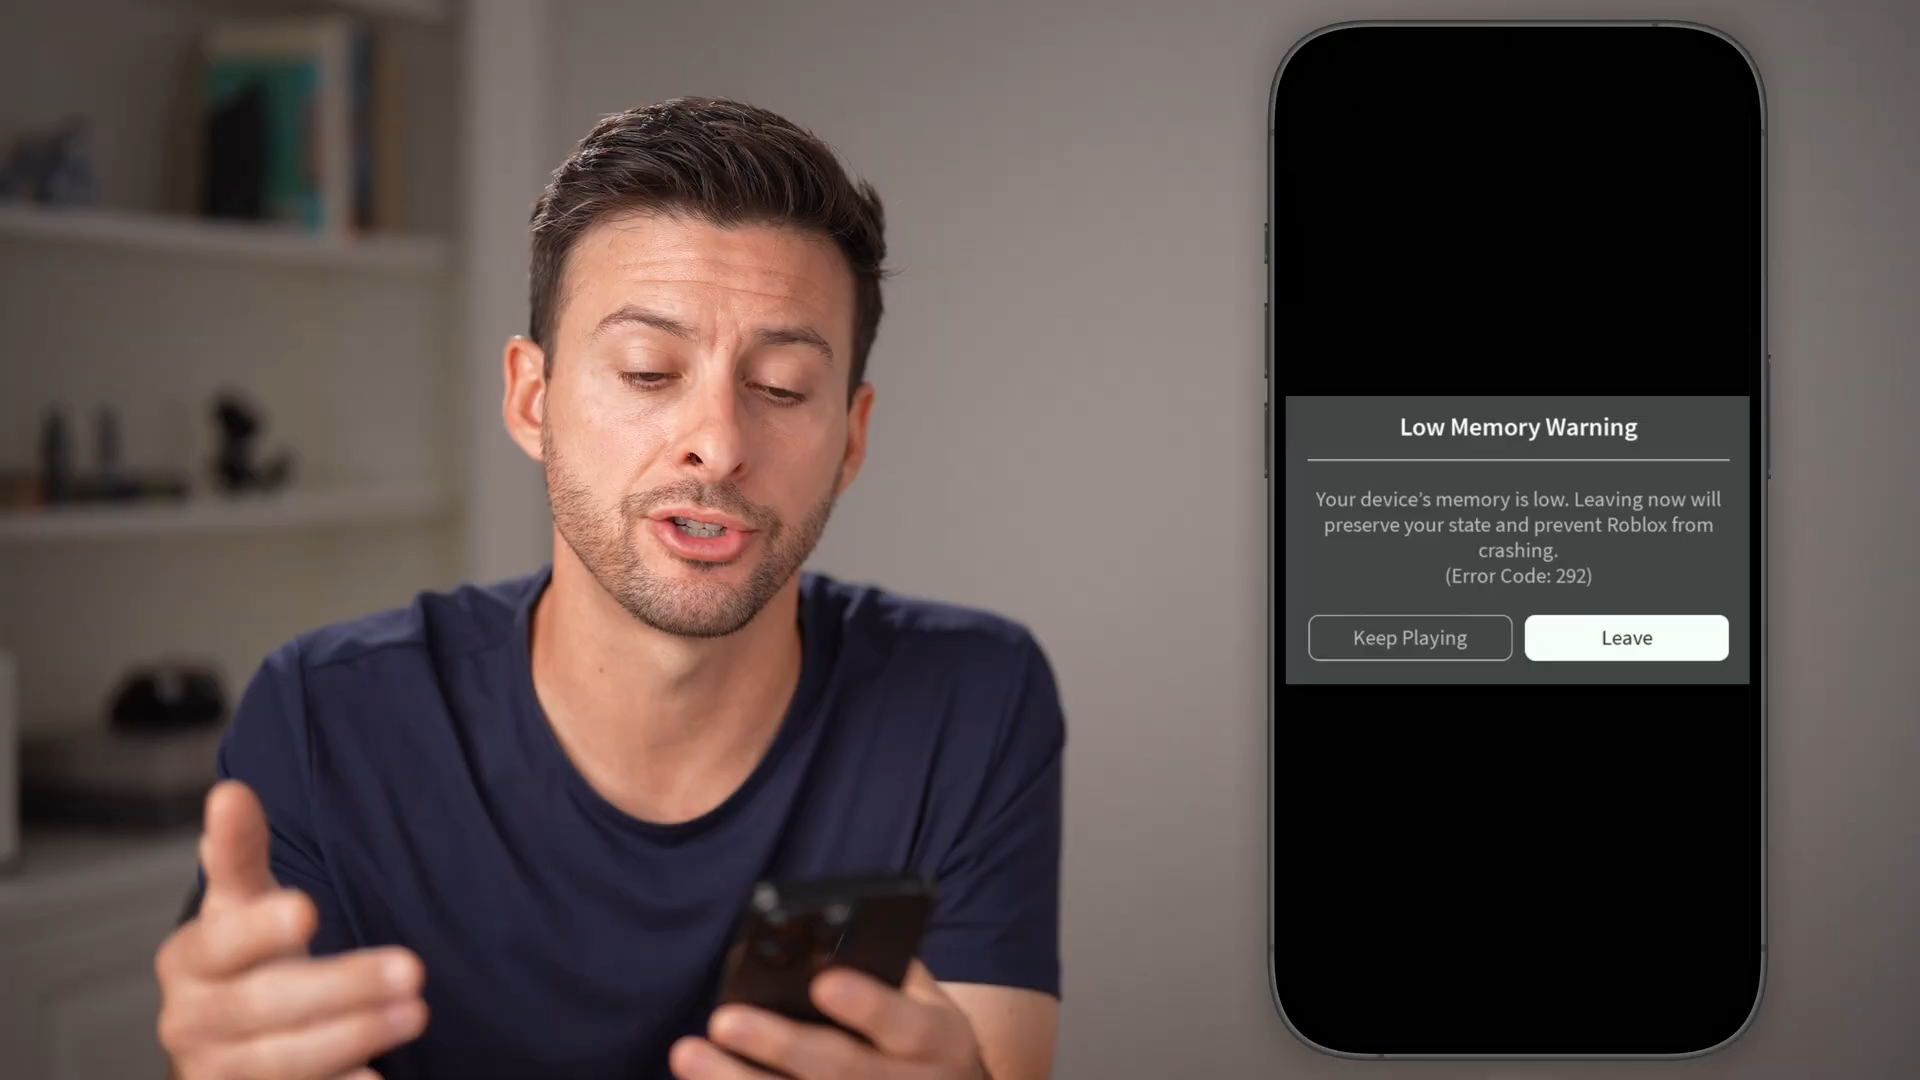 Low Memory Warning
Your device’s memory is low. Leaving now will
preserve your state and prevent Roblox from
crashing.
(Error Code: 292)
Keep Playing
Leave